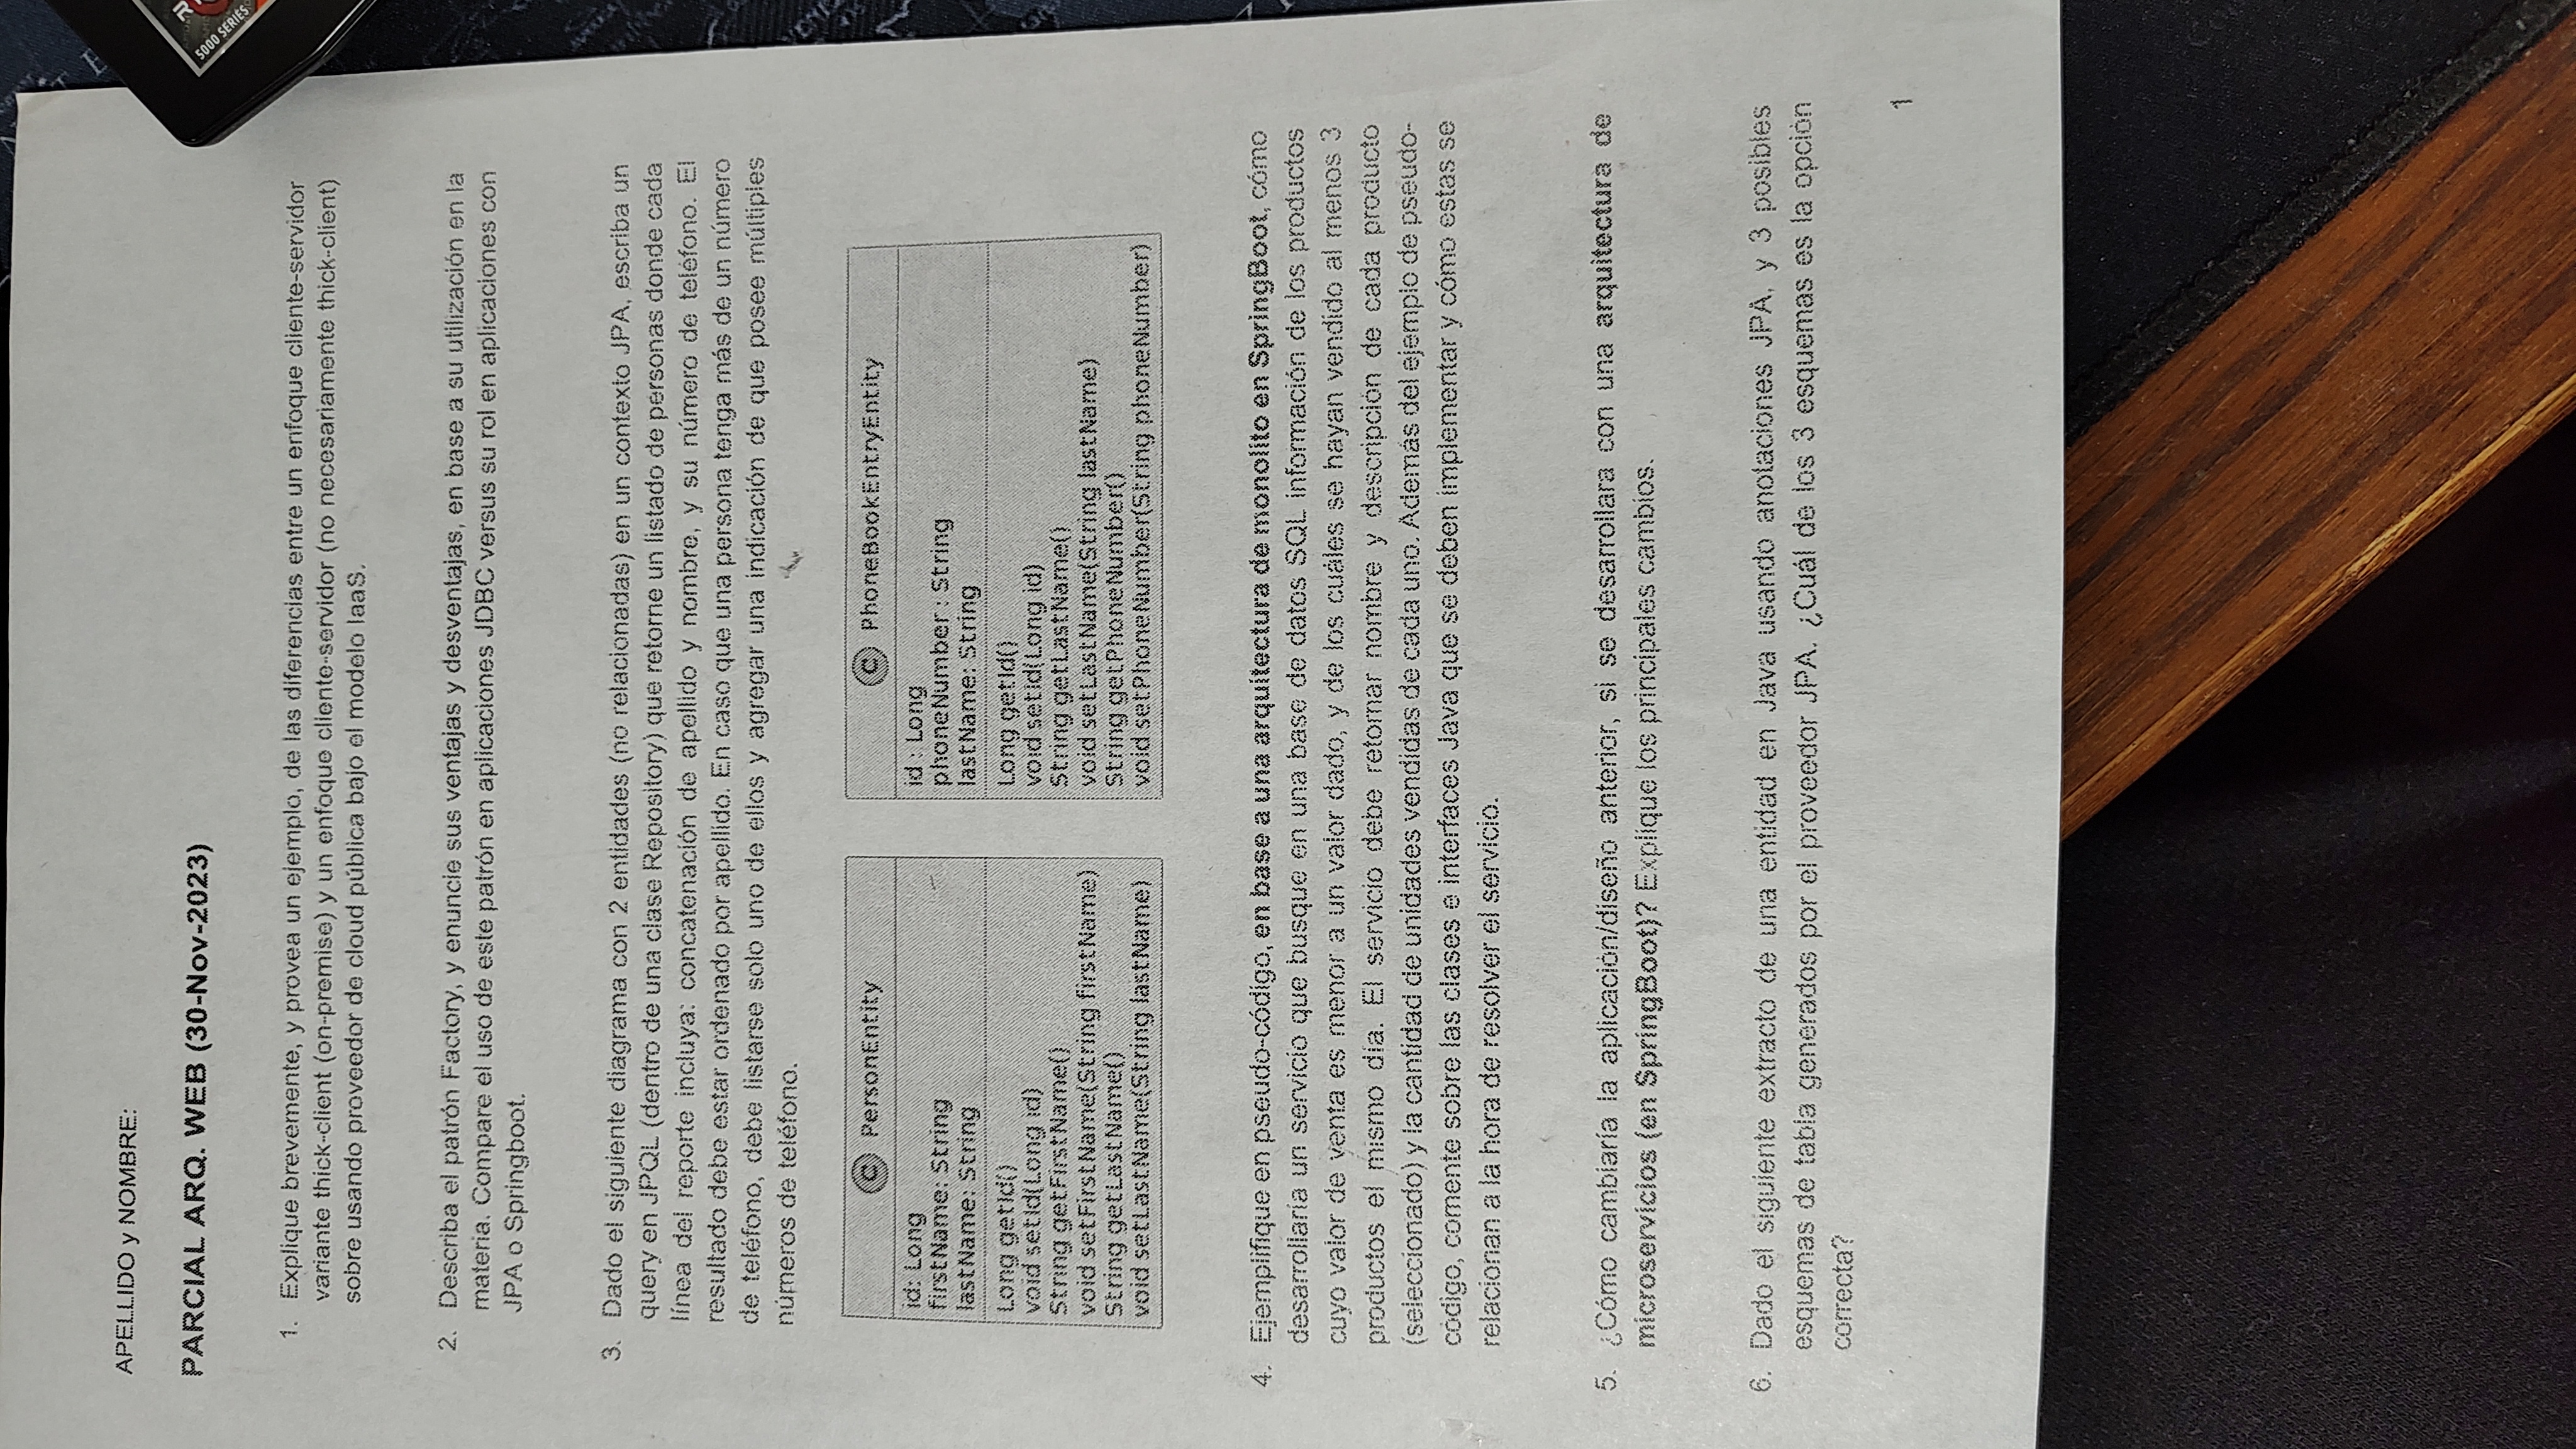 APELLIDO y NOMBRE:
PARCIAL ARQ. WEB (30-Nov-2023)
1. Explique brevemente, y provea un ejemplo, de las diferencias entre un enfoque cliente-servidor
variante thick-client (on-premise) y un enfoque cliente-servidor (no necesariamente thick-client)
sobre usando proveedor de cloud pública bajo el modelo IaaS.
2. Describa el patrón Factory, y enuncie sus ventajas y desventajas, en base a su utilización en la
materia. Compare el uso de este patrón en aplicaciones JDBC versus su rol en aplicaciones con
JPA o Springboot.
3. Dado el siguiente diagrama con 2 entidades (no relacionadas) en un contexto JPA, escriba un
query en JPQL (dentro de una clase Repository) que retorne un listado de personas donde cada
línea del reporte incluya: concatenación de apellido y nombre, y su número de teléfono. El
resultado debe estar ordenado por apellido. En caso que una persona tenga más de un número
de teléfono, debe listarse solo uno de ellos y agregar una indicación de que posee múltiples
números de teléfono.
C PersonEntity
id: Long
firstName: String
lastName: String
Long getId()
void setId(Long id)
String getFirstName()
void setFirstName(String firstName)
String getLastName()
void setLastName(String lastName)
C PhoneBookEntryEntity
id : Long
phoneNumber : String
lastName: String
Long getId()
void setId(Long id)
String getLastName()
void setLastName(String lastName)
String getPhoneNumber()
void setPhoneNumber(String phoneNumber)
4. Ejemplifique en pseudo-código, en base a una arquitectura de monolito en SpringBoot, cómo
desarrollaría un servicio que busque en una base de datos SQL información de los productos
cuyo valor de venta es menor a un valor dado, y de los cuáles se hayan vendido al menos 3
productos el mismo día. El servicio debe retornar nombre y descripción de cada producto
(seleccionado) y la cantidad de unidades vendidas de cada uno. Además del ejemplo de pseudo-
código, comente sobre las clases e interfaces Java que se deben implementar y cómo estas se
relacionan a la hora de resolver el servicio.
5. ¿Cómo cambiaría la aplicación/diseño anterior, si se desarrollara con una arquitectura de
microservicios (en SpringBoot)? Explique los principales cambios.
6. Dado el siguiente extracto de una entidad en Java usando anotaciones JPA, y 3 posibles
esquemas de tabla generados por el proveedor JPA. ¿Cuál de los 3 esquemas es la opción
correcta?
1
5000 SERIES